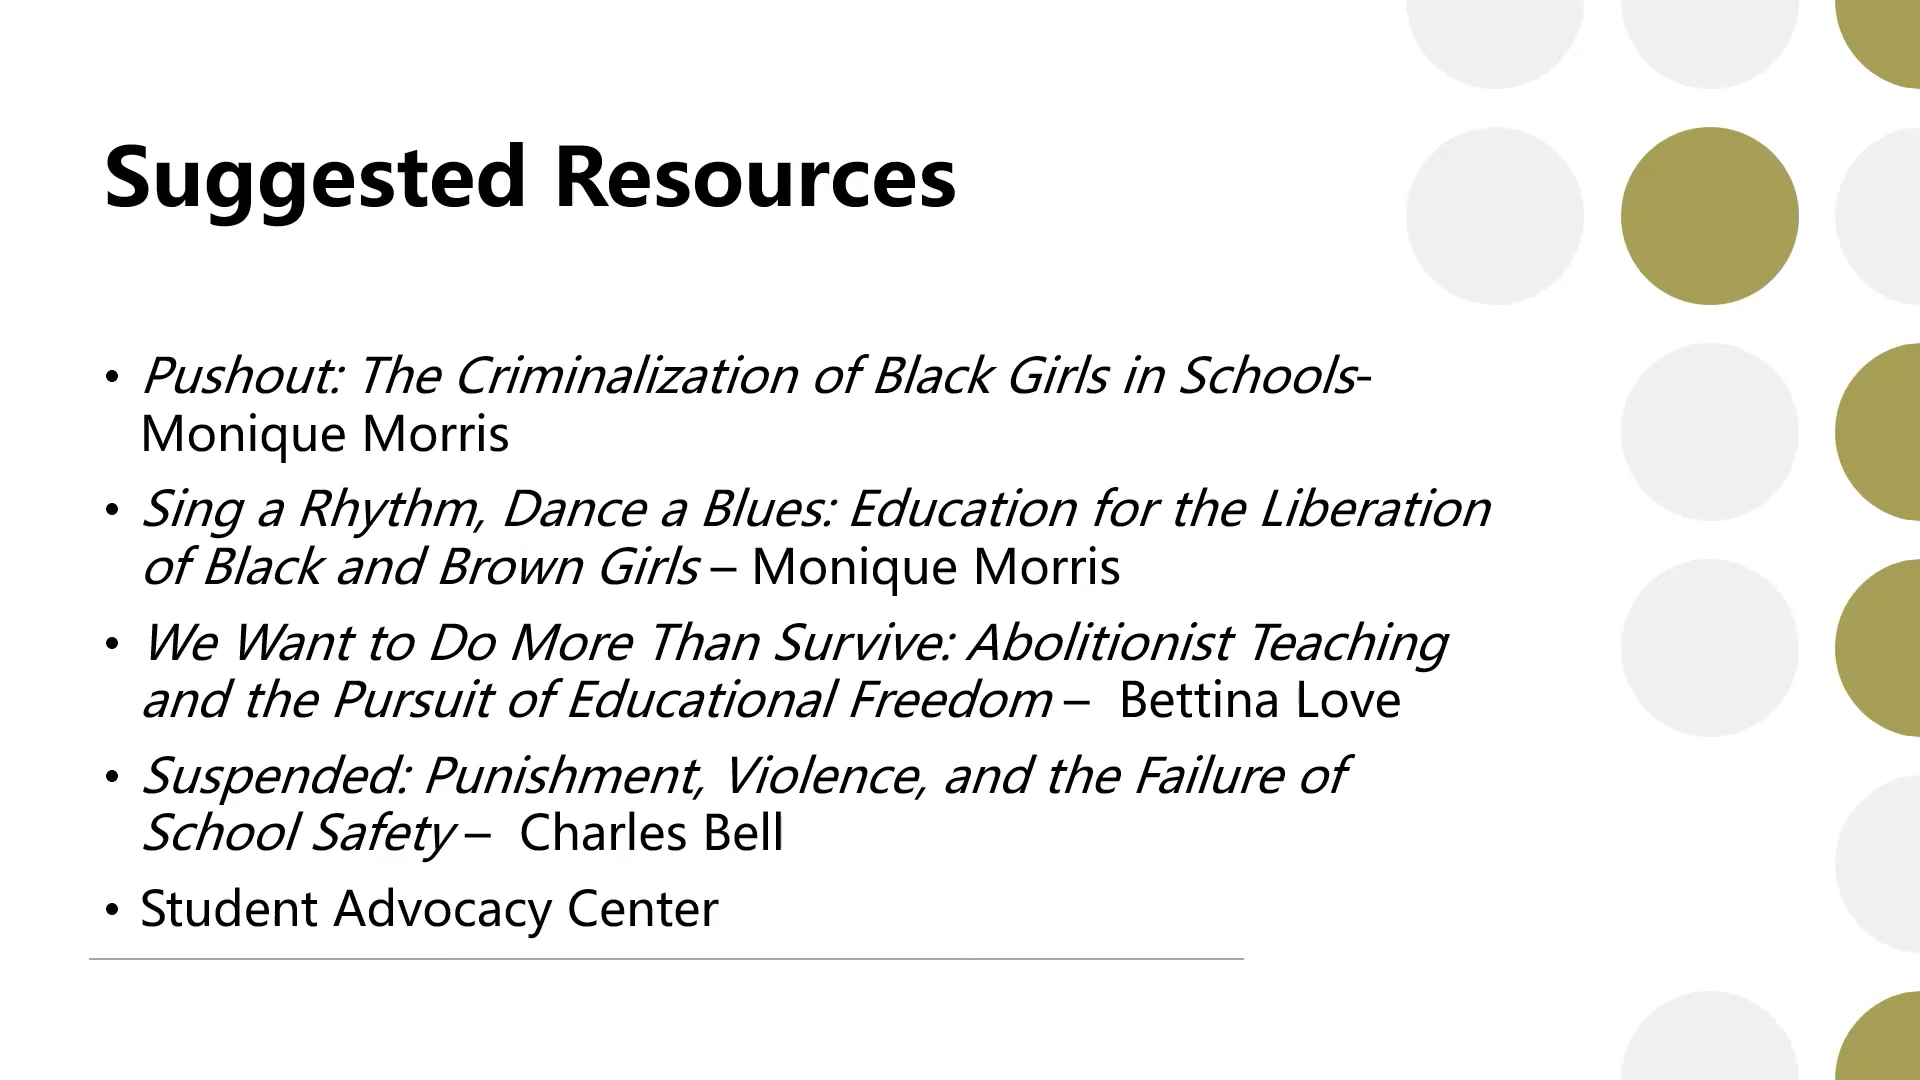 Suggested Resources
• Pushout: The Criminalization of Black Girls in Schools-
Monique Morris
• Sing a Rhythm, Dance a Blues: Education for the Liberation
of Black and Brown Girls – Monique Morris
• We Want to Do More Than Survive: Abolitionist Teaching
and the Pursuit of Educational Freedom –  Bettina Love
• Suspended: Punishment, Violence, and the Failure of
School Safety –  Charles Bell
• Student Advocacy Center